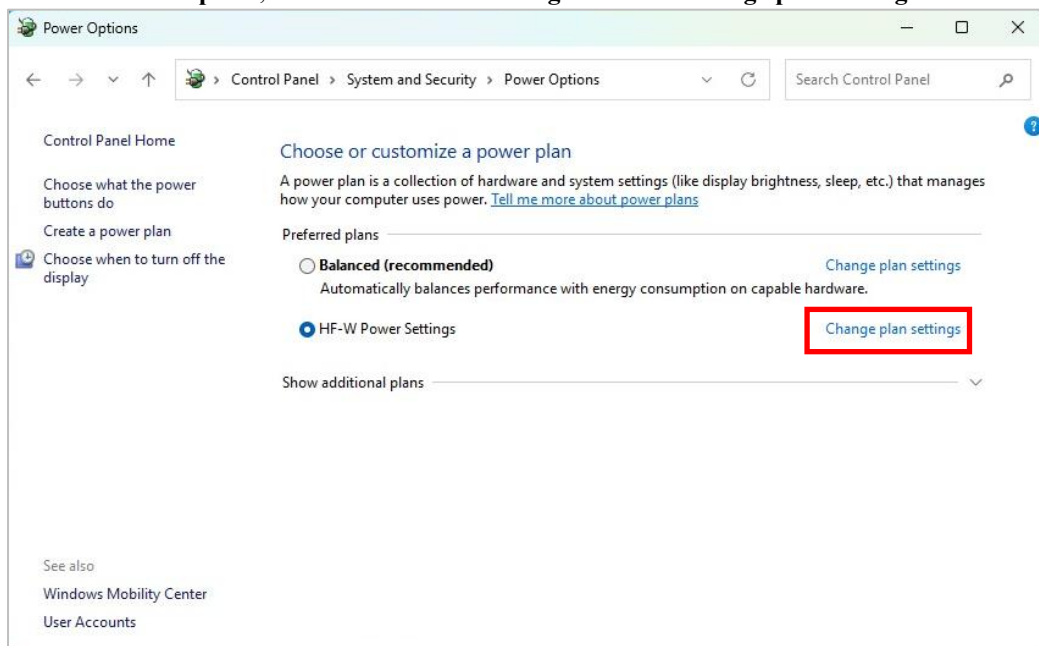 Power Options
Control Panel > System and Security > Power Options
Search Control Panel
Control Panel Home
Choose what the power
buttons do
Create a power plan
Choose when to turn off the
display
Choose or customize a power plan
A power plan is a collection of hardware and system settings (like display brightness, sleep, etc.) that manages
how your computer uses power. Tell me more about power plans
Preferred plans
Balanced (recommended) Change plan settings
Automatically balances performance with energy consumption on capable hardware.
HF-W Power Settings Change plan settings
Show additional plans
See also
Windows Mobility Center
User Accounts